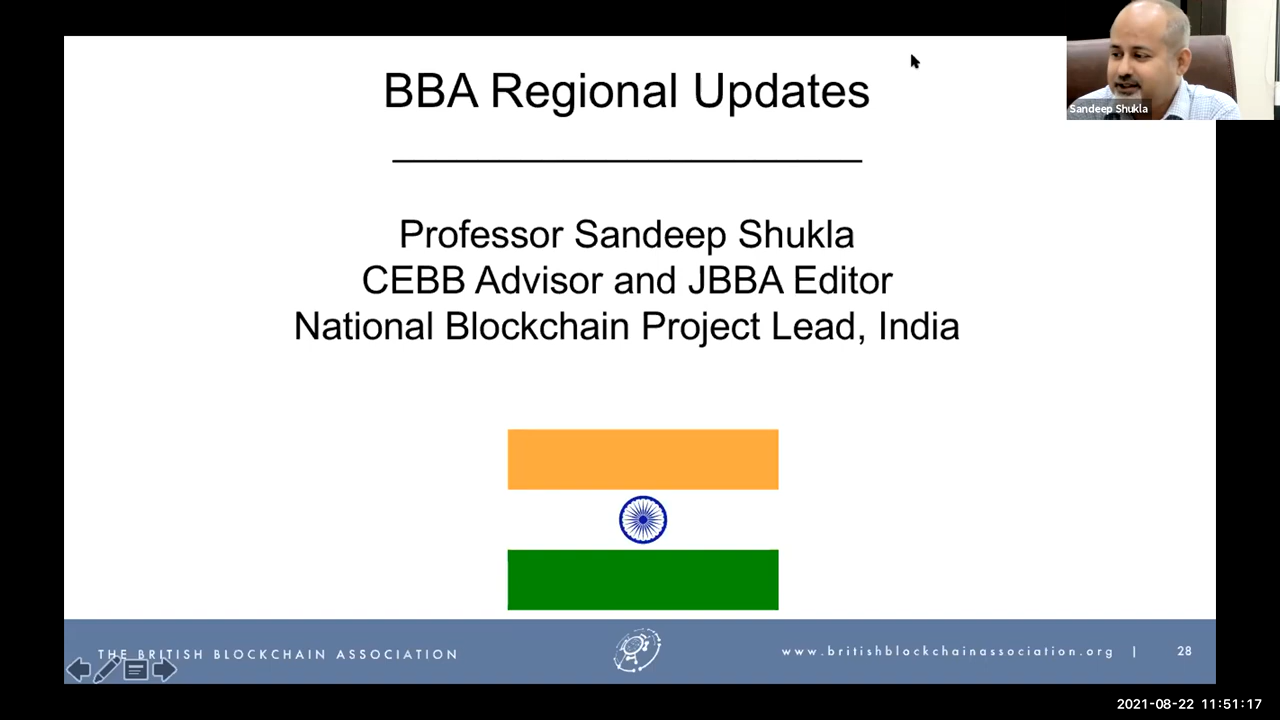 BBA Regional Updates
Sandeep Shukla
Professor Sandeep Shukla
CEBB Advisor and JBBA Editor
National Blockchain Project Lead, India
THE BRITISH BLOCKCHAIN ASSOCIATION
www.britishblockchainassociation.org | 28
2021-08-22 11:51:17